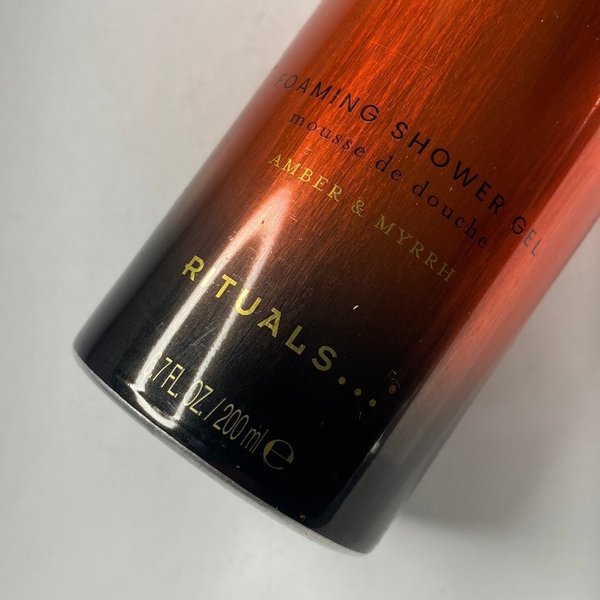 FOAMING SHOWER GEL
mousse de douche
AMBER & MYRRH
RITUALS...®
.7 FL. OZ. / 200 ml ℮